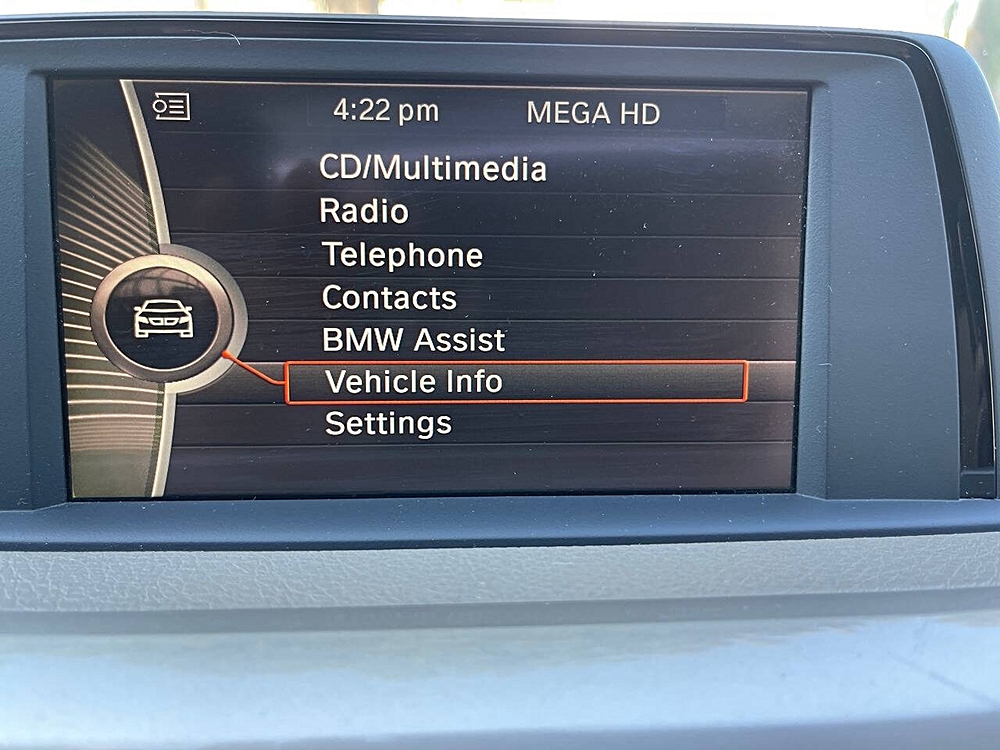 4:22 pm MEGA HD
CD/Multimedia
Radio
Telephone
Contacts
BMW Assist
Vehicle Info
Settings